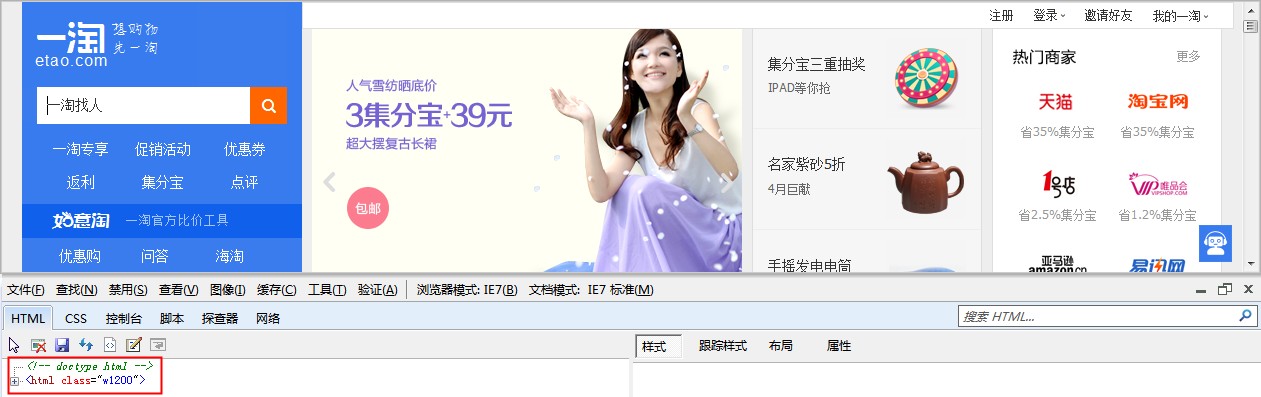 注册 登录 邀请好友 我的一淘
一淘 想购物
先一淘
etao.com
一淘找人
一淘专享 促销活动 优惠券
返利 集分宝 点评
如意淘 一淘官方比价工具
优惠购 问答 海淘
人气雪纺晒底价
3集分宝+39元
超大摆复古长裙
包邮
集分宝三重抽奖
IPAD等你抢
名家紫砂5折
4月巨献
手摇发电电筒
热门商家 更多
天猫 淘宝网
省35%集分宝 省35%集分宝
1号店 VIP 唯品会
VIPSHOP.COM
省2.5%集分宝 省1.2%集分宝
亚马逊 易迅网
amazon.cn
文件(F) 查找(N) 禁用(S) 查看(V) 图像(I) 缓存(C) 工具(T) 验证(A) 浏览器模式: IE7(B) 文档模式: IE7 标准(M)
HTML CSS 控制台 脚本 探查器 网络 搜索 HTML...
样式 跟踪样式 布局 属性
<!-- doctype html -->
<html class="w1200">